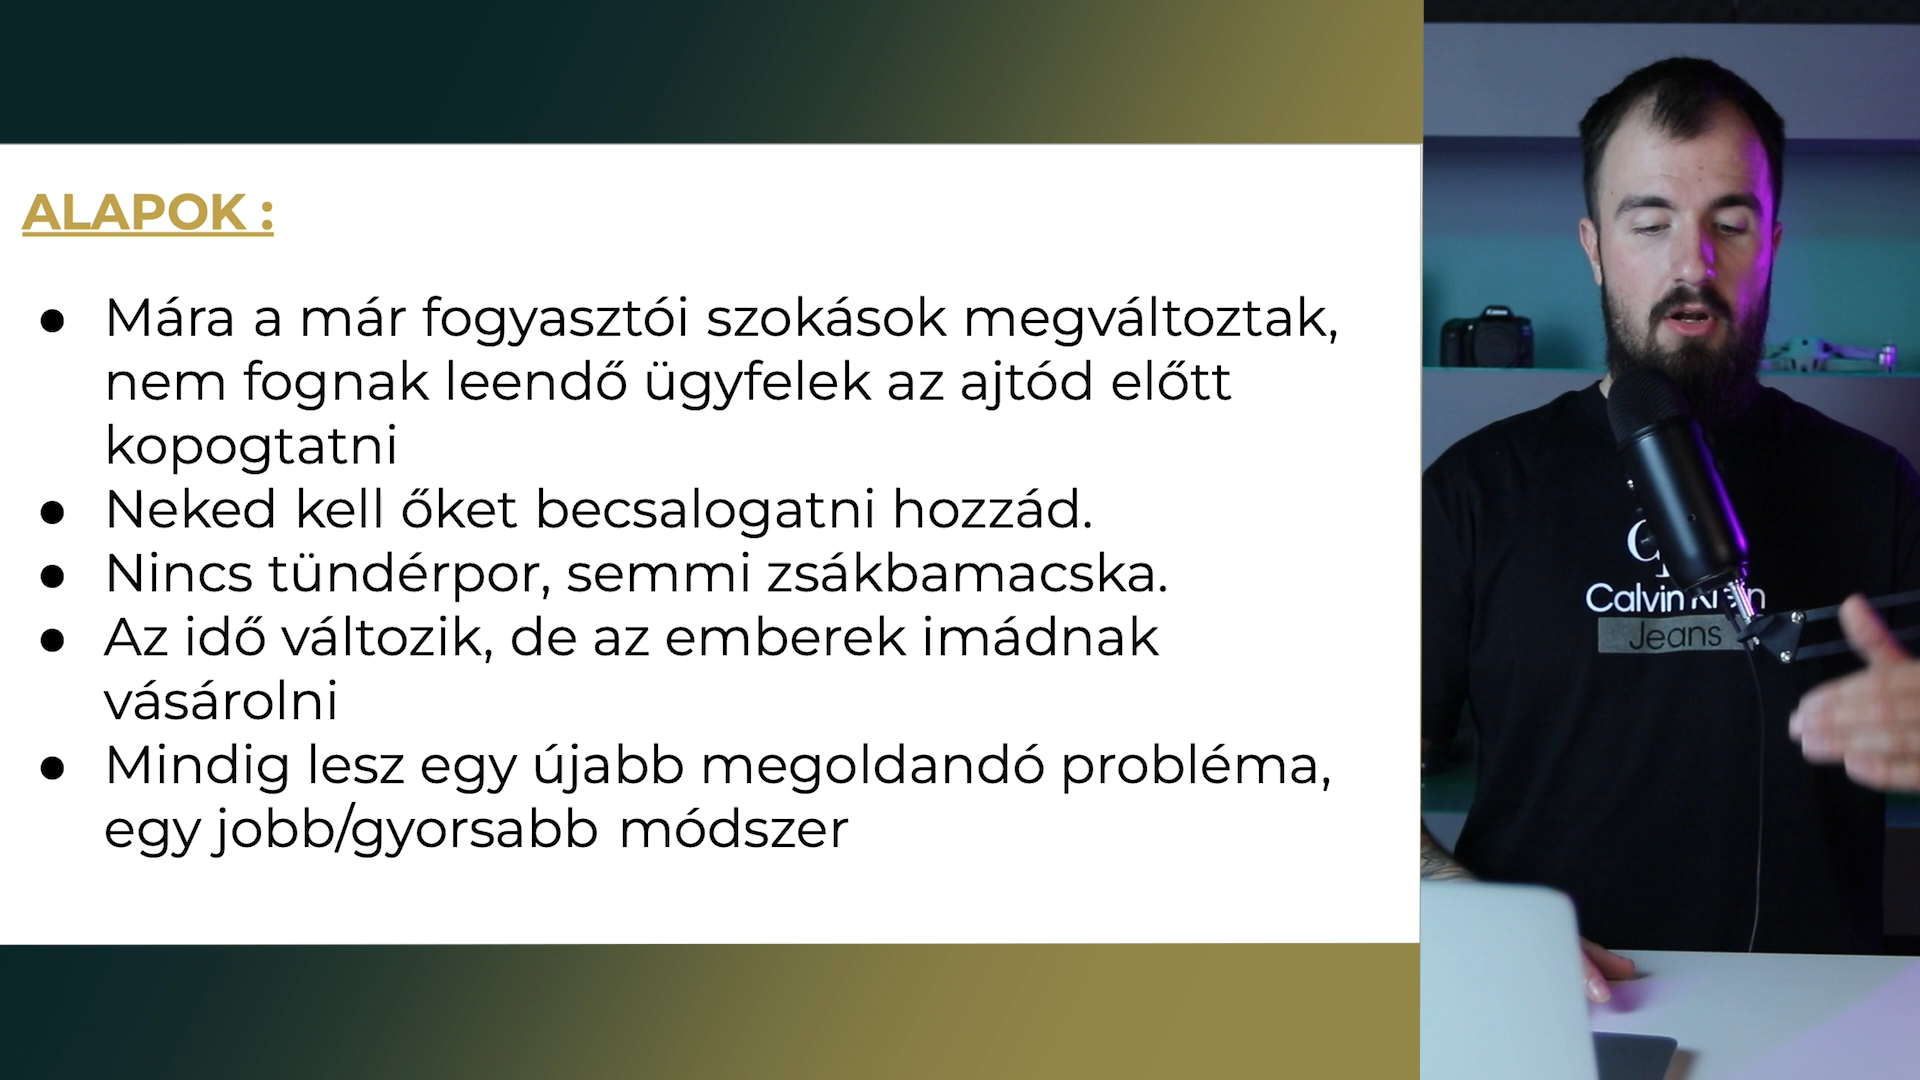 ALAPOK :
● Mára a már fogyasztói szokások megváltoztak,
nem fognak leendő ügyfelek az ajtód előtt
kopogtatni
● Neked kell őket becsalogatni hozzád.
● Nincs tündérpor, semmi zsákbamacska.
● Az idő változik, de az emberek imádnak
vásárolni
● Mindig lesz egy újabb megoldandó probléma,
egy jobb/gyorsabb módszer
Calvin
Jeans